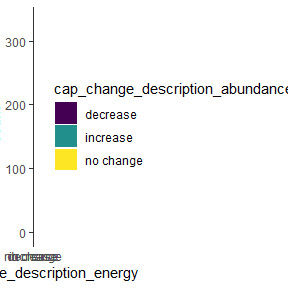 300
cap_change_description_abundance
decrease
200
increase
no change
100
0
e_description_energy